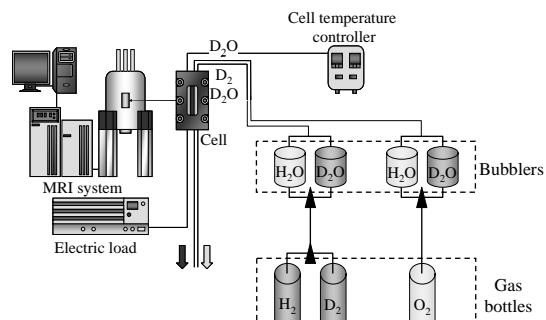 Cell temperature
controller
D₂O
D₂
D₂O
Cell
MRI system
Electric load
H₂O
D₂O
H₂O
D₂O
Bubblers
H₂
D₂
O₂
Gas
bottles